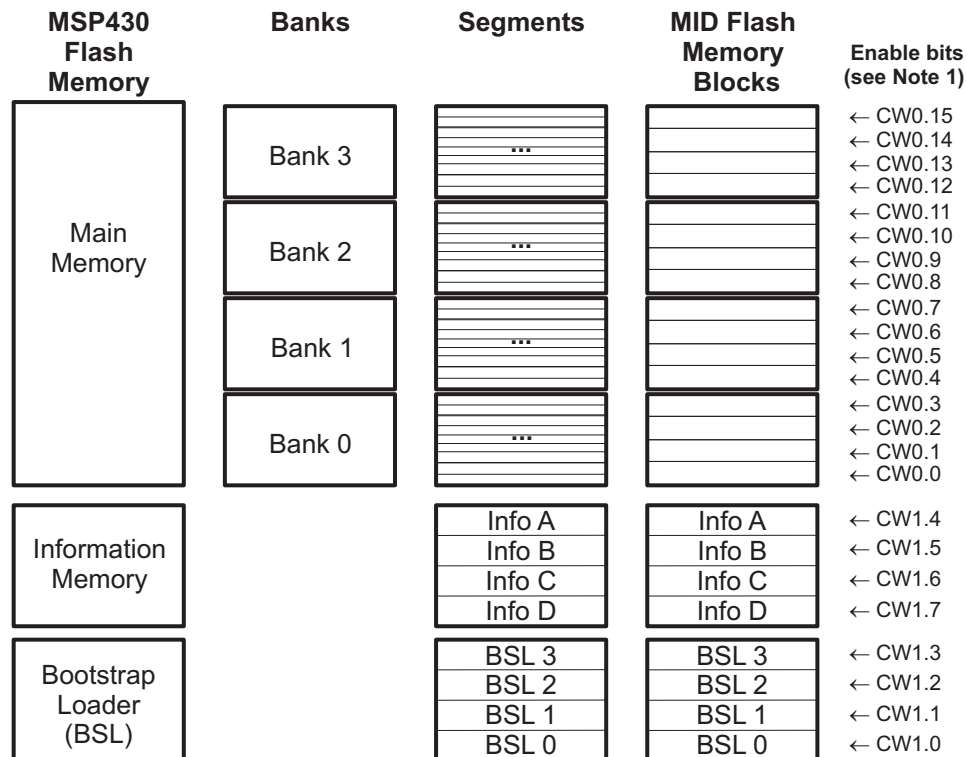 MSP430 Flash Memory
Banks
Segments
MID Flash Memory Blocks
Enable bits (see Note 1)
Main Memory
Bank 3
...
← CW0.15
← CW0.14
← CW0.13
← CW0.12
Bank 2
...
← CW0.11
← CW0.10
← CW0.9
← CW0.8
Bank 1
...
← CW0.7
← CW0.6
← CW0.5
← CW0.4
Bank 0
...
← CW0.3
← CW0.2
← CW0.1
← CW0.0
Information Memory
Info A Info A ← CW1.4
Info B Info B ← CW1.5
Info C Info C ← CW1.6
Info D Info D ← CW1.7
Bootstrap Loader (BSL)
BSL 3 BSL 3 ← CW1.3
BSL 2 BSL 2 ← CW1.2
BSL 1 BSL 1 ← CW1.1
BSL 0 BSL 0 ← CW1.0